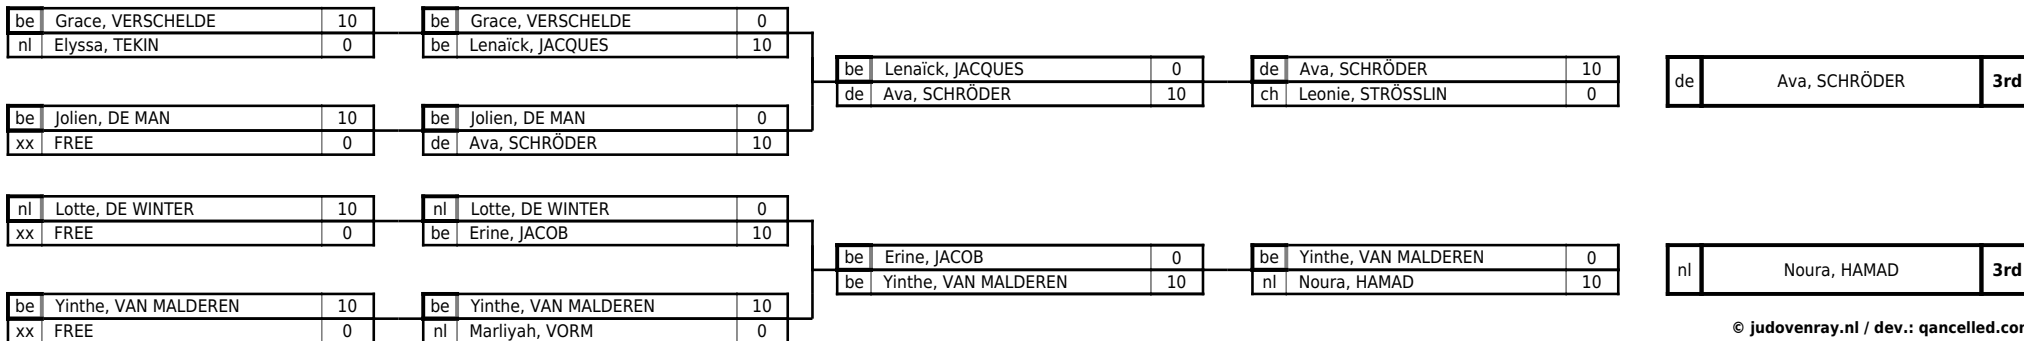 be Grace, VERSCHELDE 10 be Grace, VERSCHELDE 0
nl Elyssa, TEKIN 0 be Lenaïck, JACQUES 10
be Lenaïck, JACQUES 0 de Ava, SCHRÖDER 10
de Ava, SCHRÖDER 3rd
de Ava, SCHRÖDER 10 ch Leonie, STRÖSSLIN 0
be Jolien, DE MAN 10 be Jolien, DE MAN 0
xx FREE 0 de Ava, SCHRÖDER 10
nl Lotte, DE WINTER 10 nl Lotte, DE WINTER 0
xx FREE 0 be Erine, JACOB 10
be Erine, JACOB 0 be Yinthe, VAN MALDEREN 0
nl Noura, HAMAD 3rd
be Yinthe, VAN MALDEREN 10 nl Noura, HAMAD 10
be Yinthe, VAN MALDEREN 10 be Yinthe, VAN MALDEREN 10
xx FREE 0 nl Marliyah, VORM 0
© judovenray.nl / dev.: qancelled.com